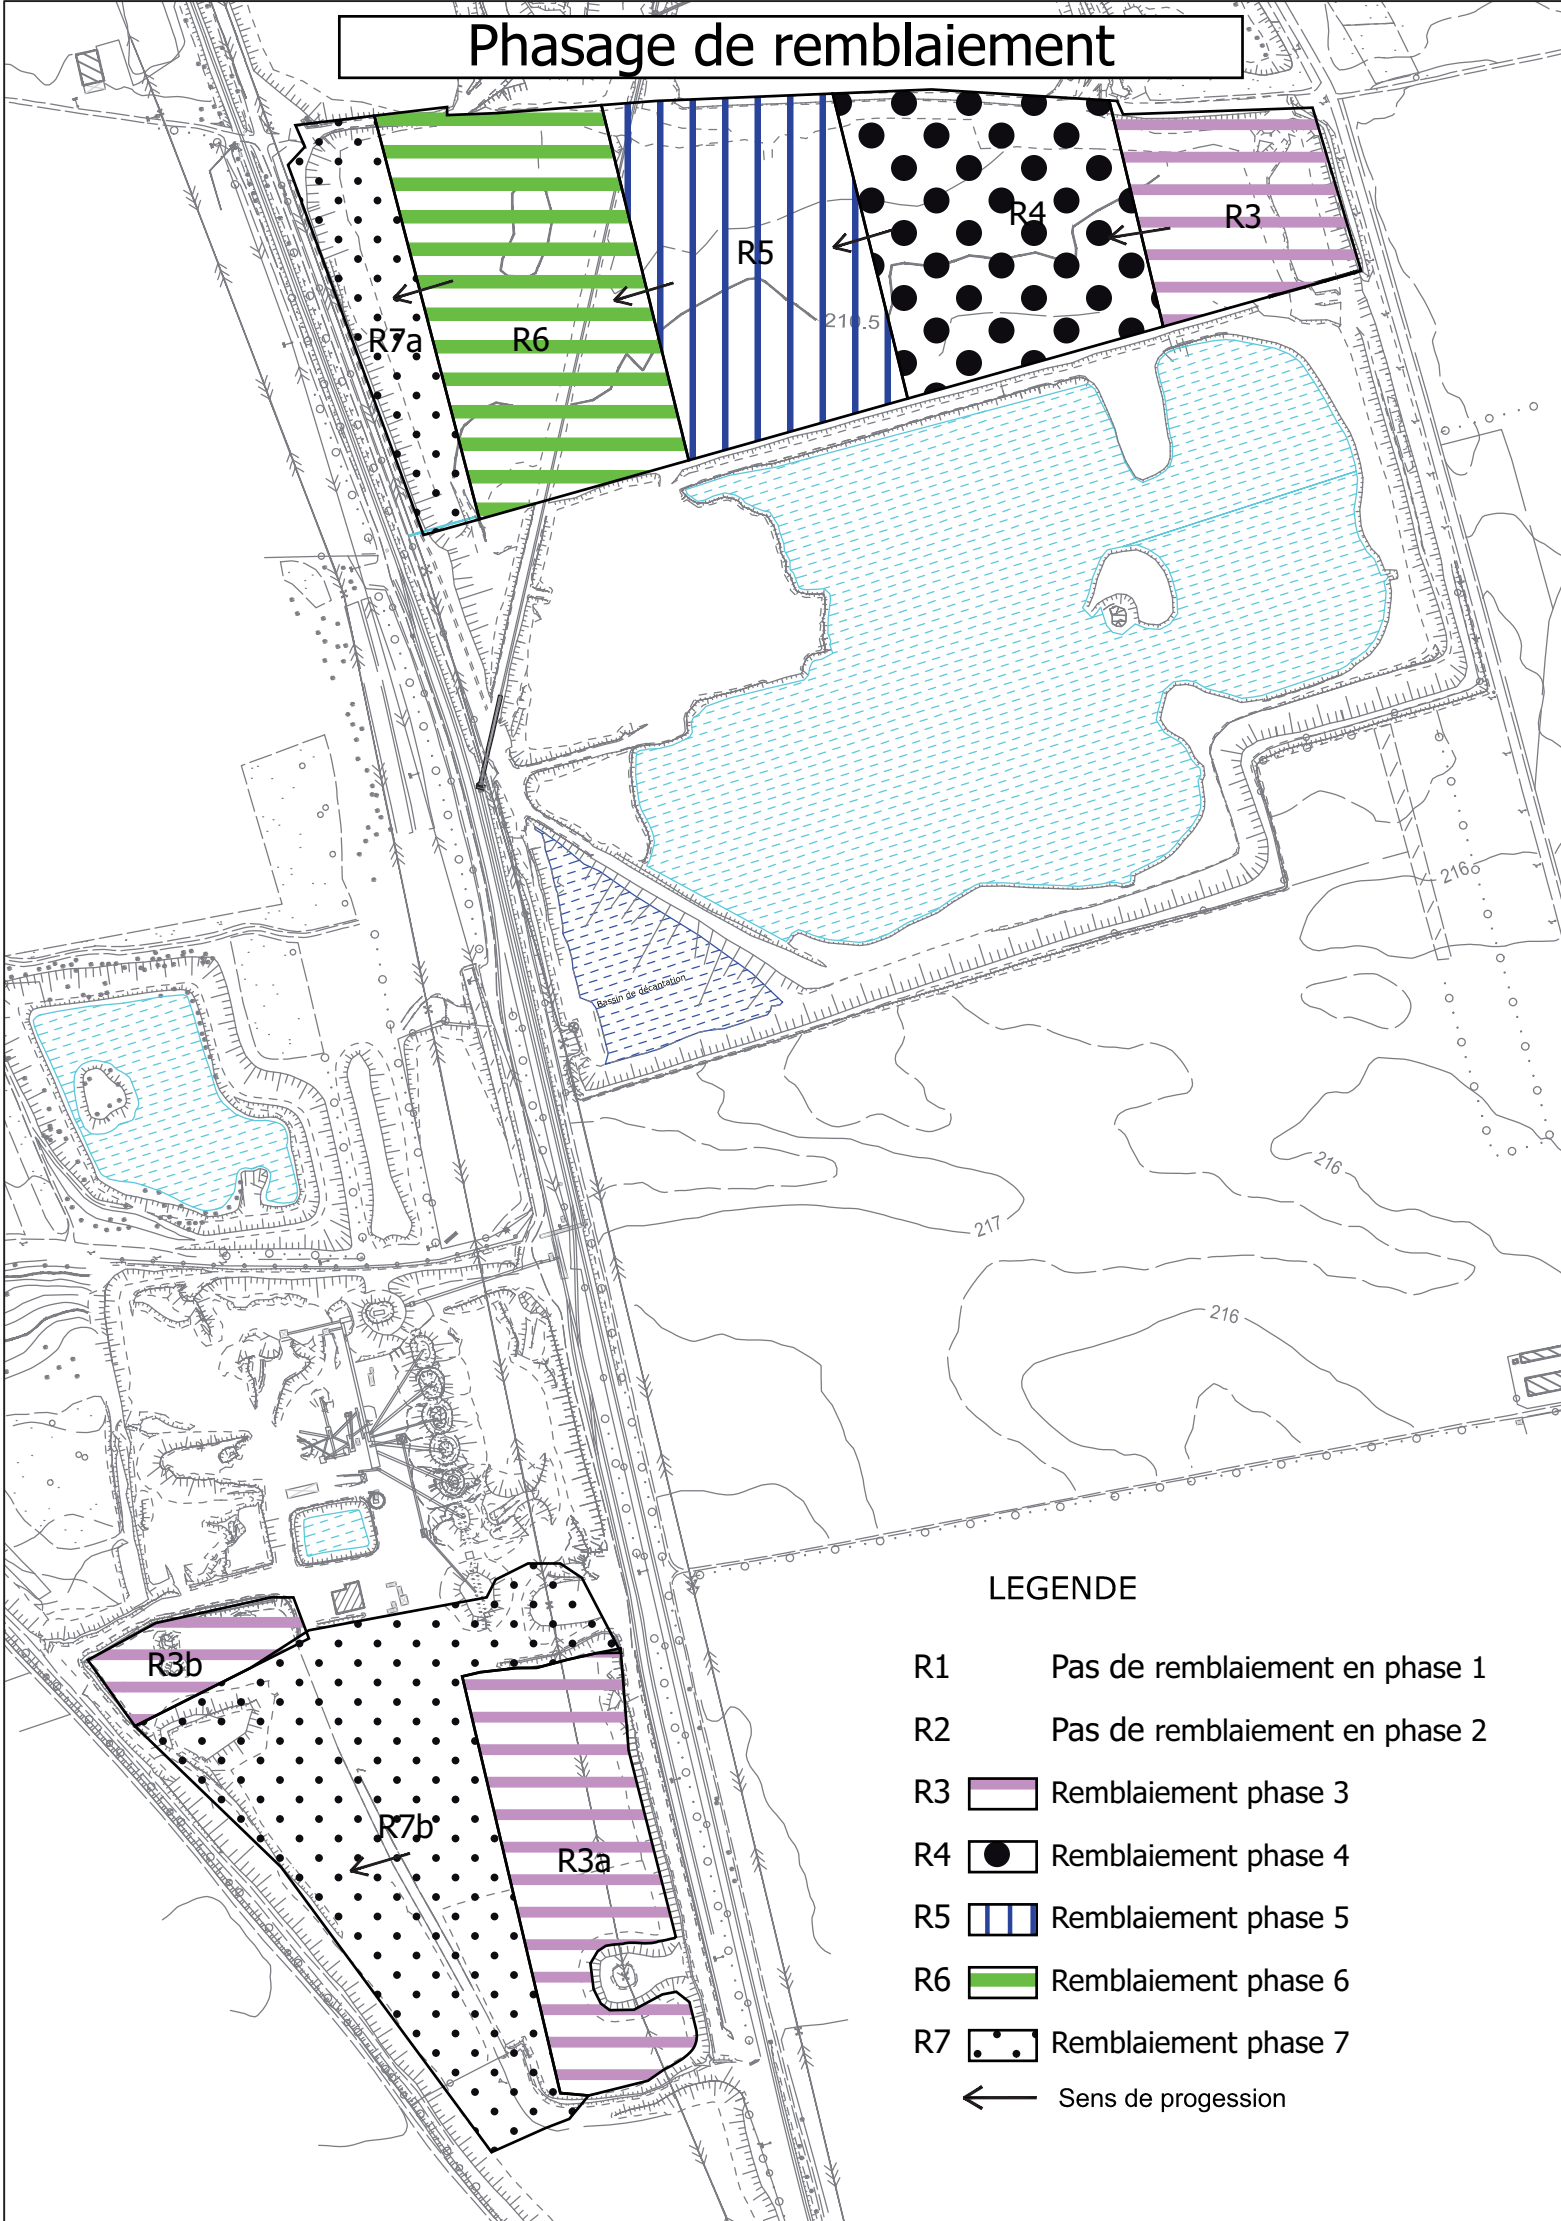 Phasage de remblaiement
R4
R3
R5
210.5
R7a
R6
216
Bassin de décantation
216
217
216
LEGENDE
R3b
R1 Pas de remblaiement en phase 1
R2 Pas de remblaiement en phase 2
R3 Remblaiement phase 3
R7b
R3a
R4 Remblaiement phase 4
R5 Remblaiement phase 5
R6 Remblaiement phase 6
R7 Remblaiement phase 7
Sens de progession